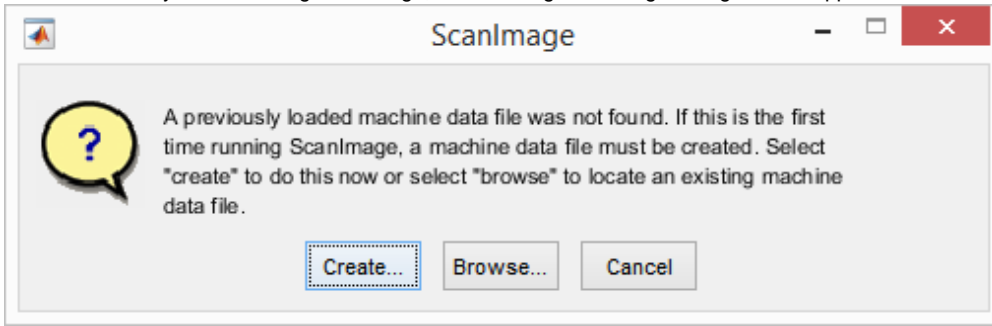 ScanImage
A previously loaded machine data file was not found. If this is the first
time running ScanImage, a machine data file must be created. Select
"create" to do this now or select "browse" to locate an existing machine
data file.
?
Create... Browse... Cancel